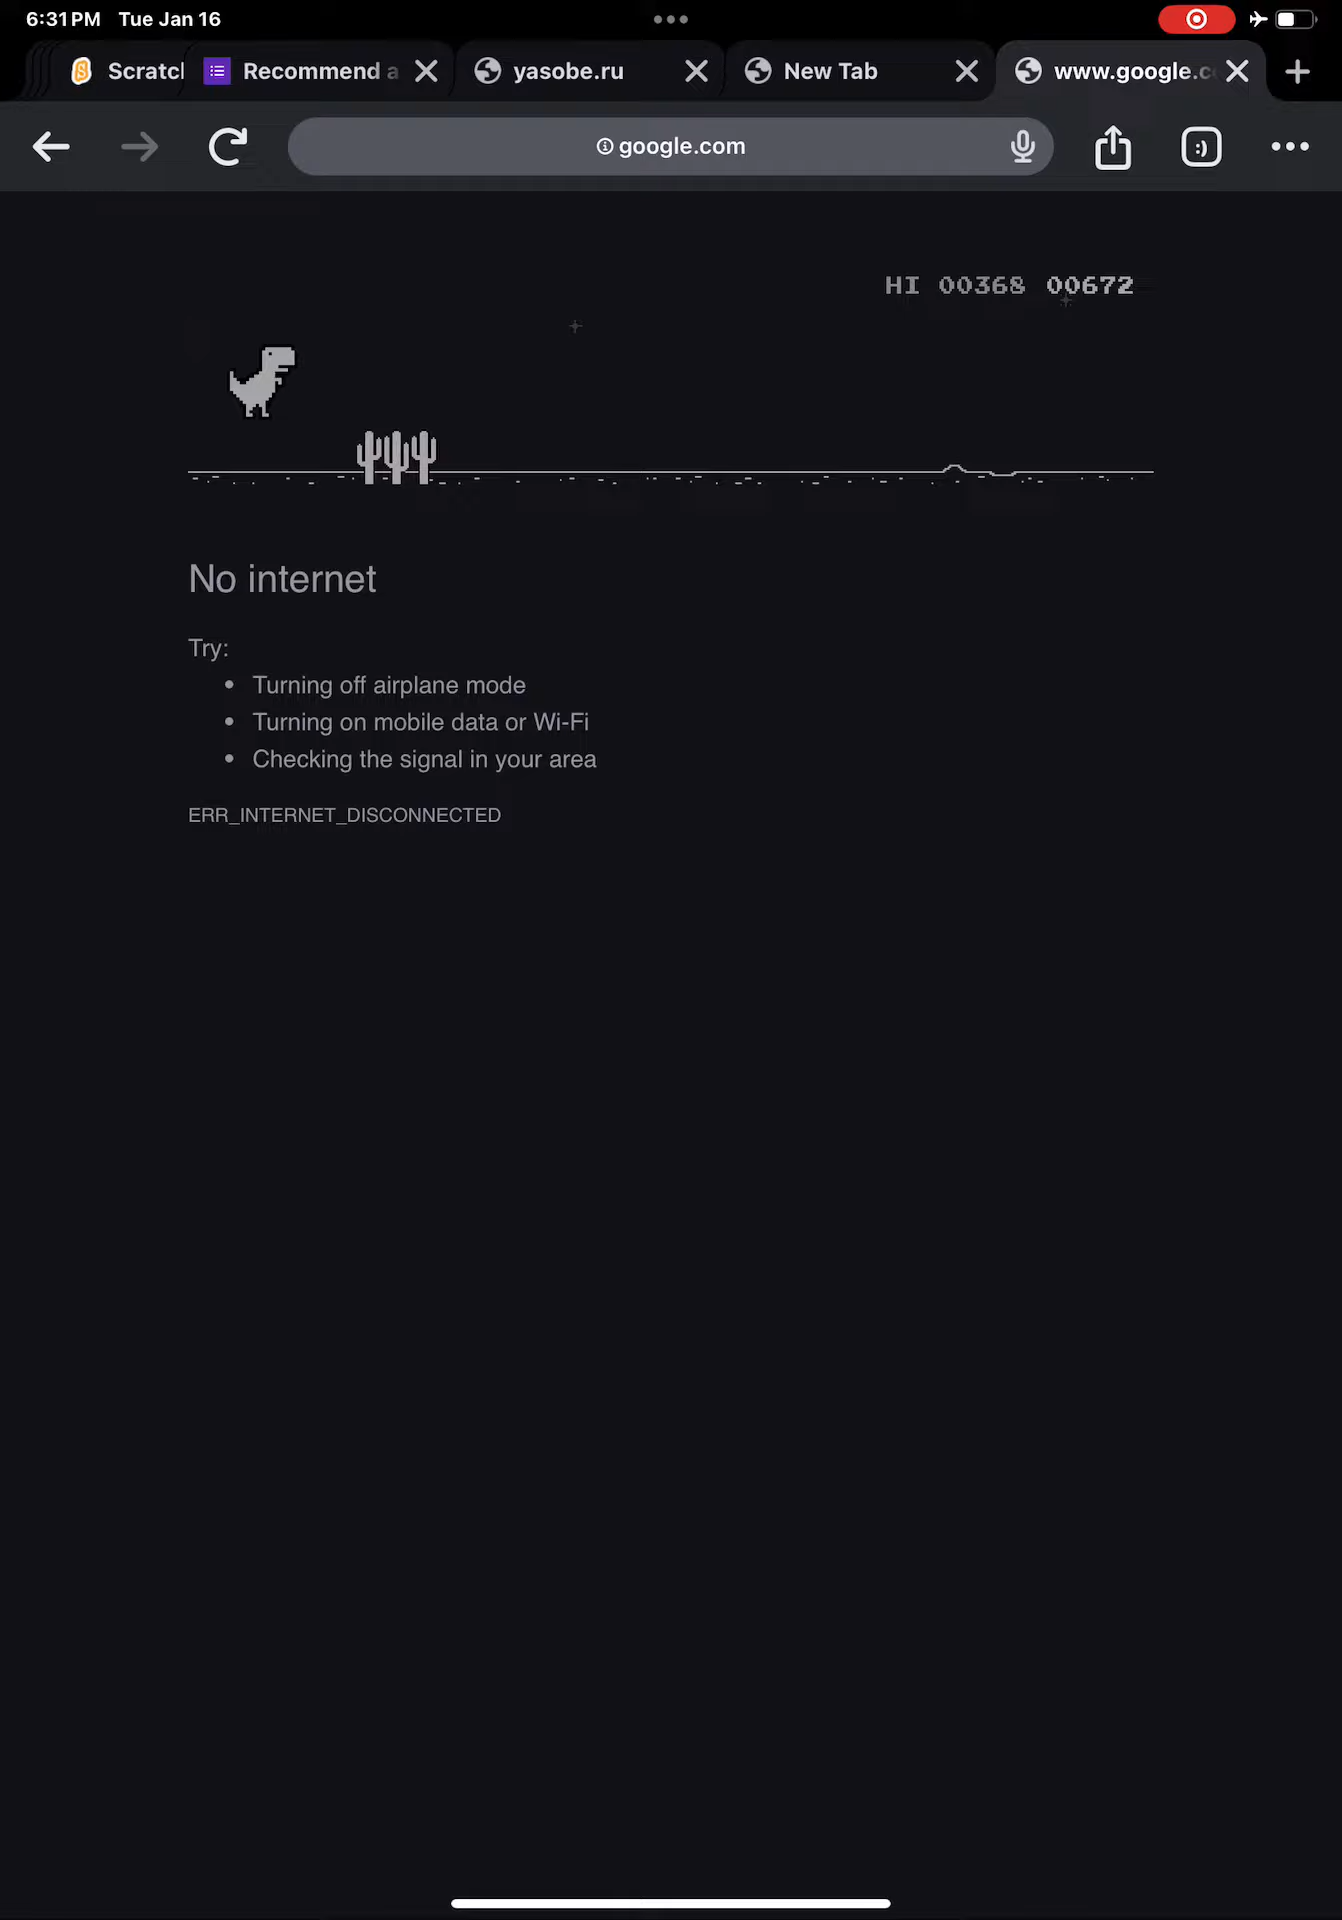 6:31 PM Tue Jan 16
Scratch Recommend a yasobe.ru New Tab www.google.c
google.com
HI 00368 00672
No internet
Try:
• Turning off airplane mode
• Turning on mobile data or Wi-Fi
• Checking the signal in your area
ERR_INTERNET_DISCONNECTED